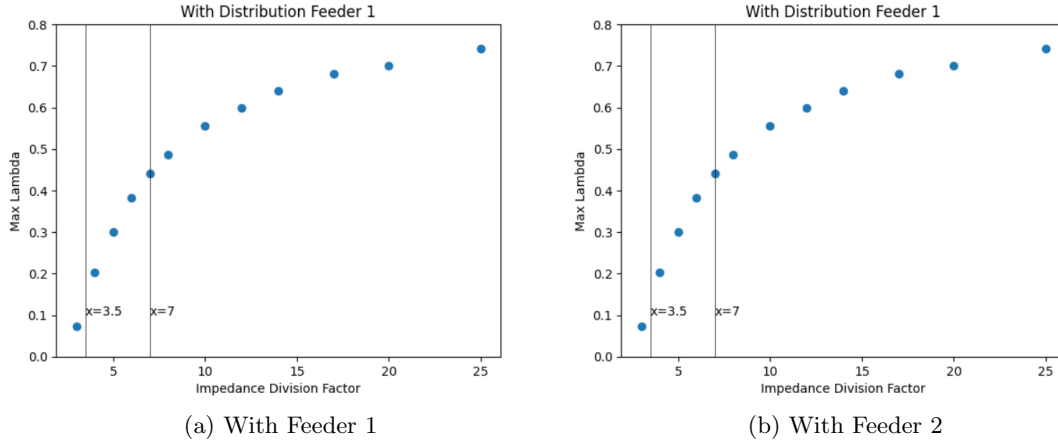 With Distribution Feeder 1
0.8
0.7
0.6
0.5
0.4
0.3
0.2
0.1
0.0
Max Lambda
x=3.5
x=7
5
10
15
20
25
Impedance Division Factor
(a) With Feeder 1
With Distribution Feeder 1
0.8
0.7
0.6
0.5
0.4
0.3
0.2
0.1
0.0
Max Lambda
x=3.5
x=7
5
10
15
20
25
Impedance Division Factor
(b) With Feeder 2